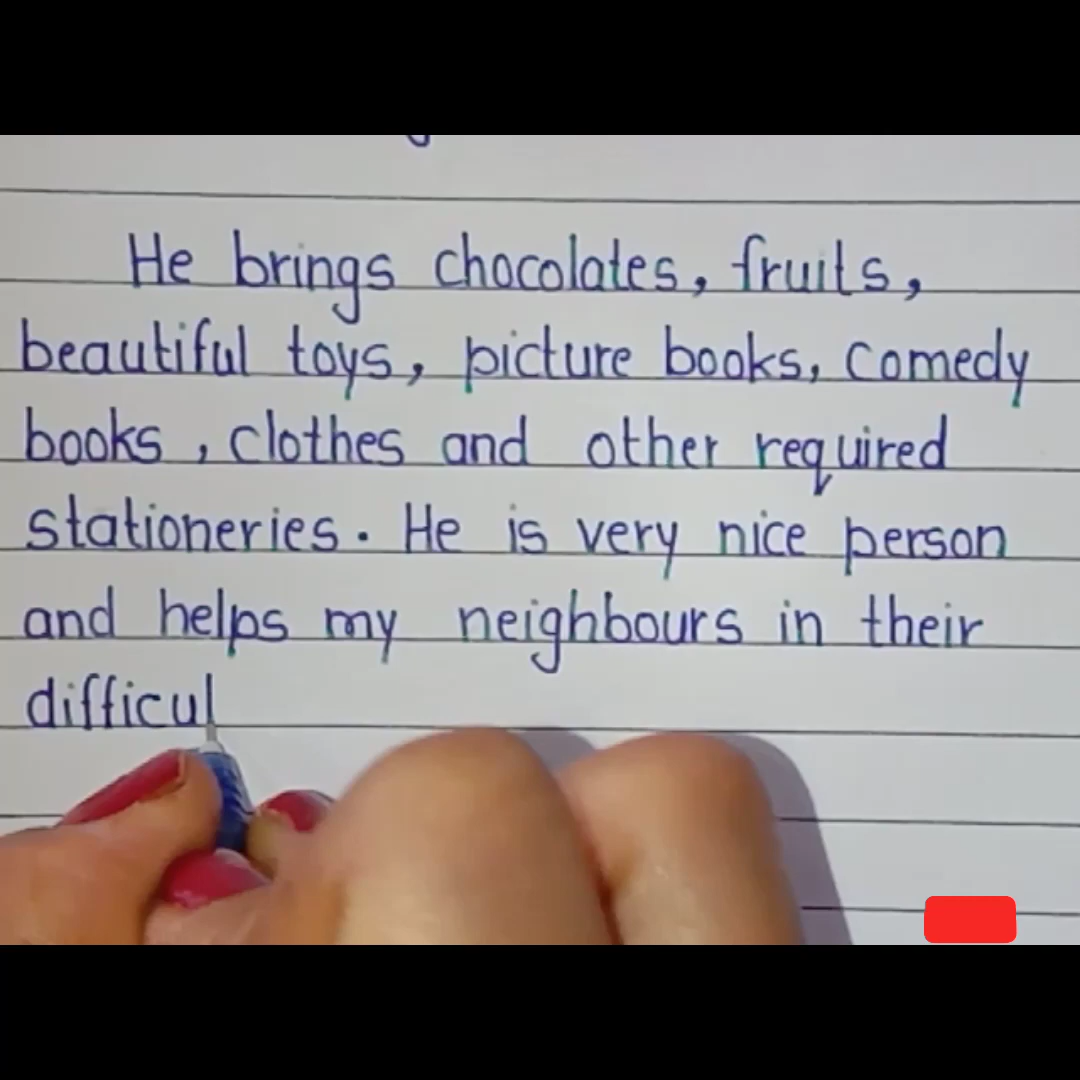 He brings chocolates, fruits,
beautiful toys, picture books, comedy
books, clothes and other required
stationeries. He is very nice person
and helps my neighbours in their
difficul